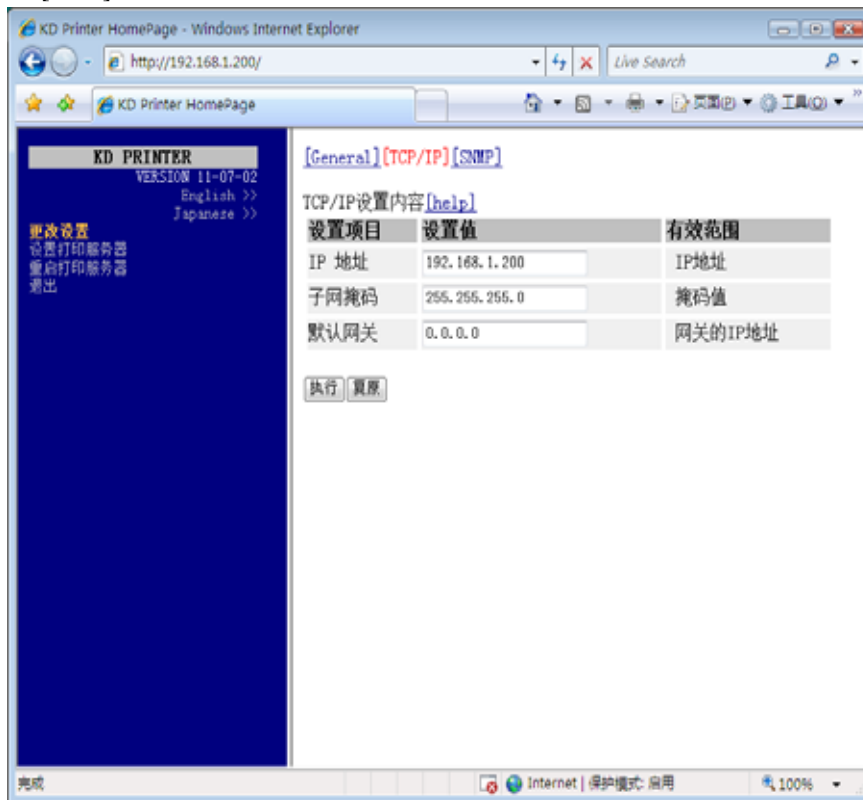 KD Printer HomePage - Windows Internet Explorer
http://192.168.1.200/
Live Search
KD Printer HomePage
页面(P)
工具(O)
KD PRINTER
VERSION 11-07-02
English >>
Japanese >>
更改设置
设置打印服务器
重启打印服务器
退出
[General][TCP/IP][SNMP]
TCP/IP设置内容[help]
设置项目 设置值 有效范围
IP 地址 192.168.1.200 IP地址
子网掩码 255.255.255.0 掩码值
默认网关 0.0.0.0 网关的IP地址
执行 复原
完成
Internet | 保护模式: 启用
100%